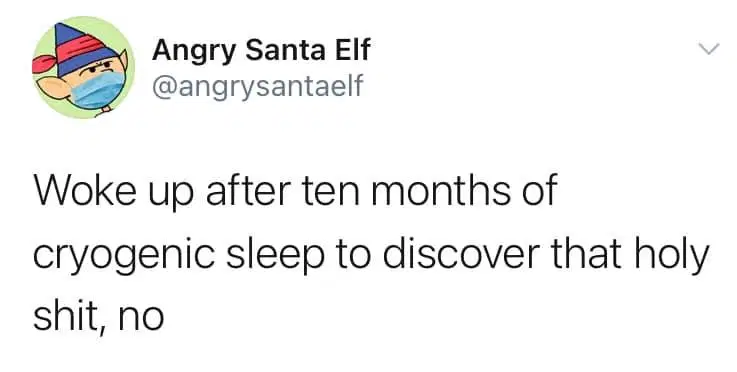 Angry Santa Elf
@angrysantaelf
Woke up after ten months of
cryogenic sleep to discover that holy
shit, no